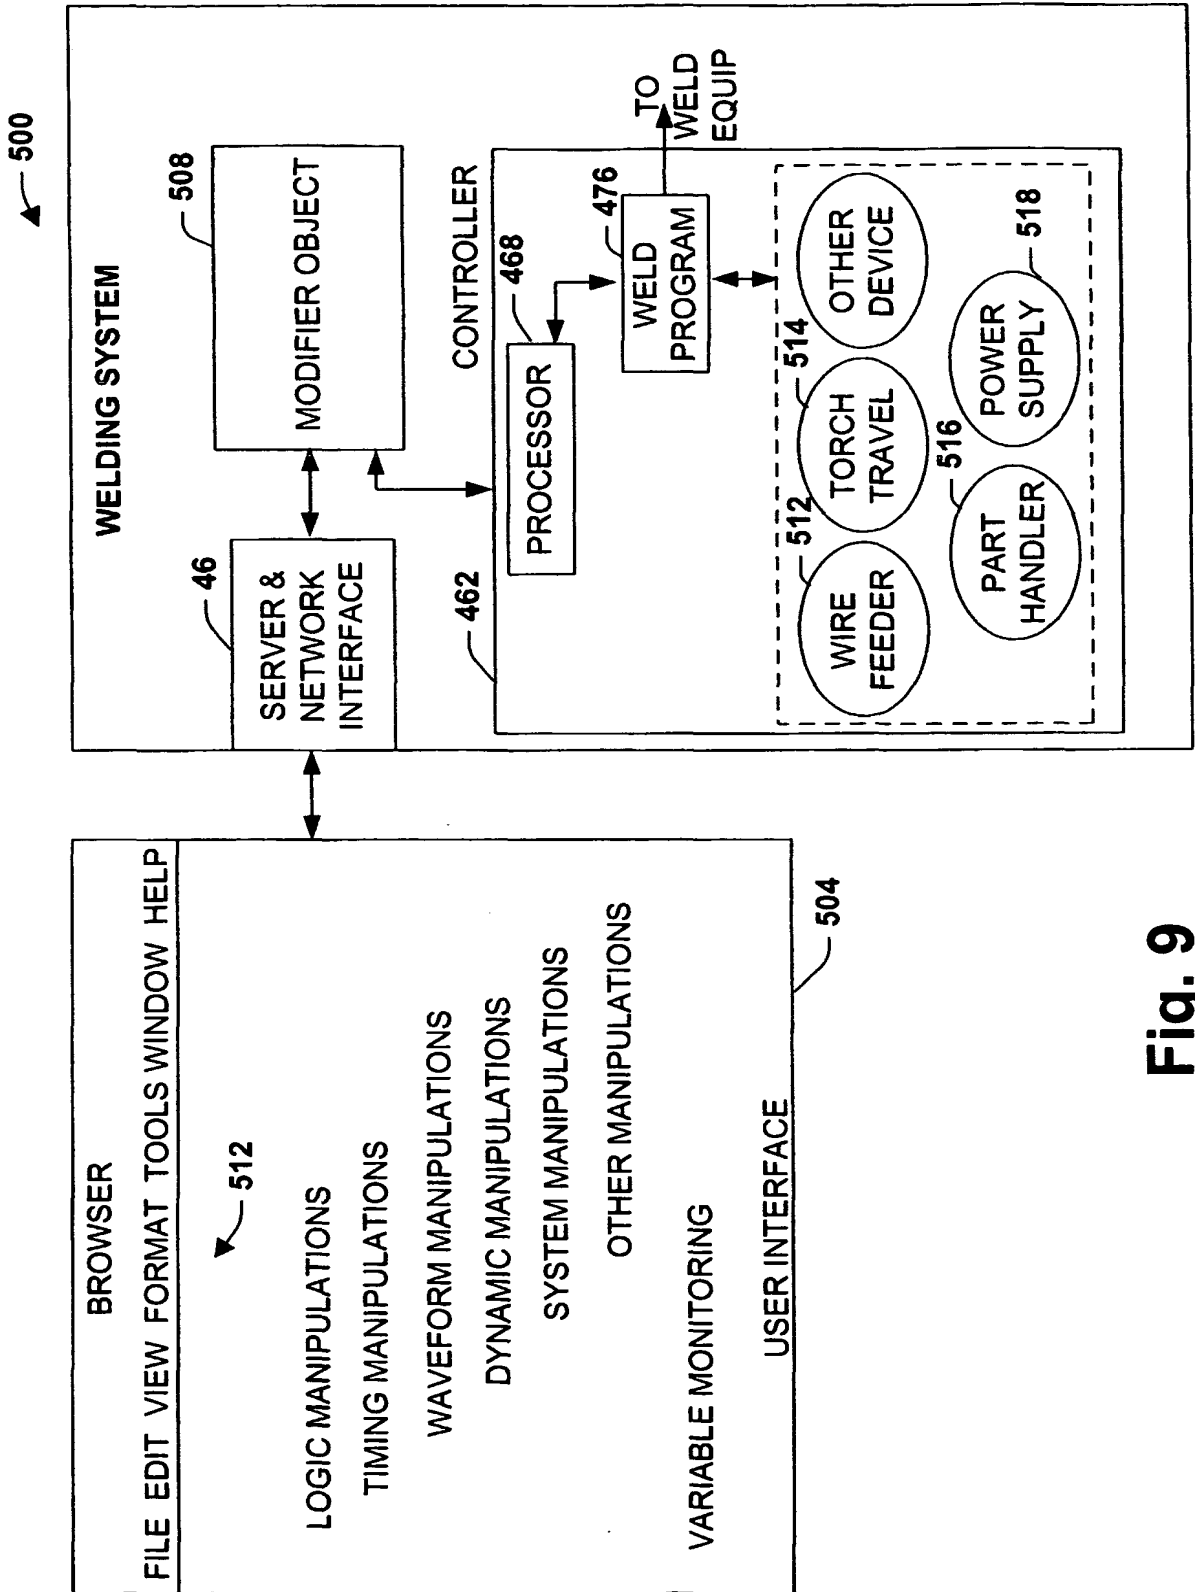 500
BROWSER
FILE EDIT VIEW FORMAT TOOLS WINDOW HELP
512
LOGIC MANIPULATIONS
TIMING MANIPULATIONS
WAVEFORM MANIPULATIONS
DYNAMIC MANIPULATIONS
SYSTEM MANIPULATIONS
OTHER MANIPULATIONS
VARIABLE MONITORING
USER INTERFACE
504
WELDING SYSTEM
46
SERVER &
NETWORK
INTERFACE
508
MODIFIER OBJECT
462
CONTROLLER
PROCESSOR
468
WELD
PROGRAM
476
TO
WELD
EQUIP
WIRE
FEEDER
512
TORCH
TRAVEL
514
OTHER
DEVICE
PART
HANDLER
516
POWER
SUPPLY
518
Fig. 9